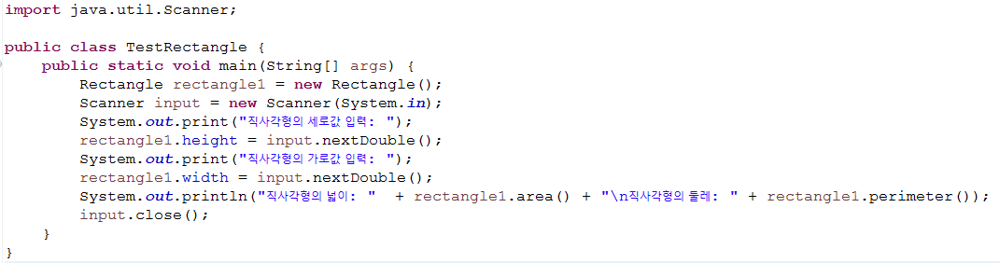 import java.util.Scanner;
public class TestRectangle {
public static void main(String[] args) {
Rectangle rectangle1 = new Rectangle();
Scanner input = new Scanner(System.in);
System.out.print("직사각형의 세로값 입력: ");
rectangle1.height = input.nextDouble();
System.out.print("직사각형의 가로값 입력: ");
rectangle1.width = input.nextDouble();
System.out.println("직사각형의 넓이: "  + rectangle1.area() + "\n직사각형의 둘레: " + rectangle1.perimeter());
input.close();
}
}